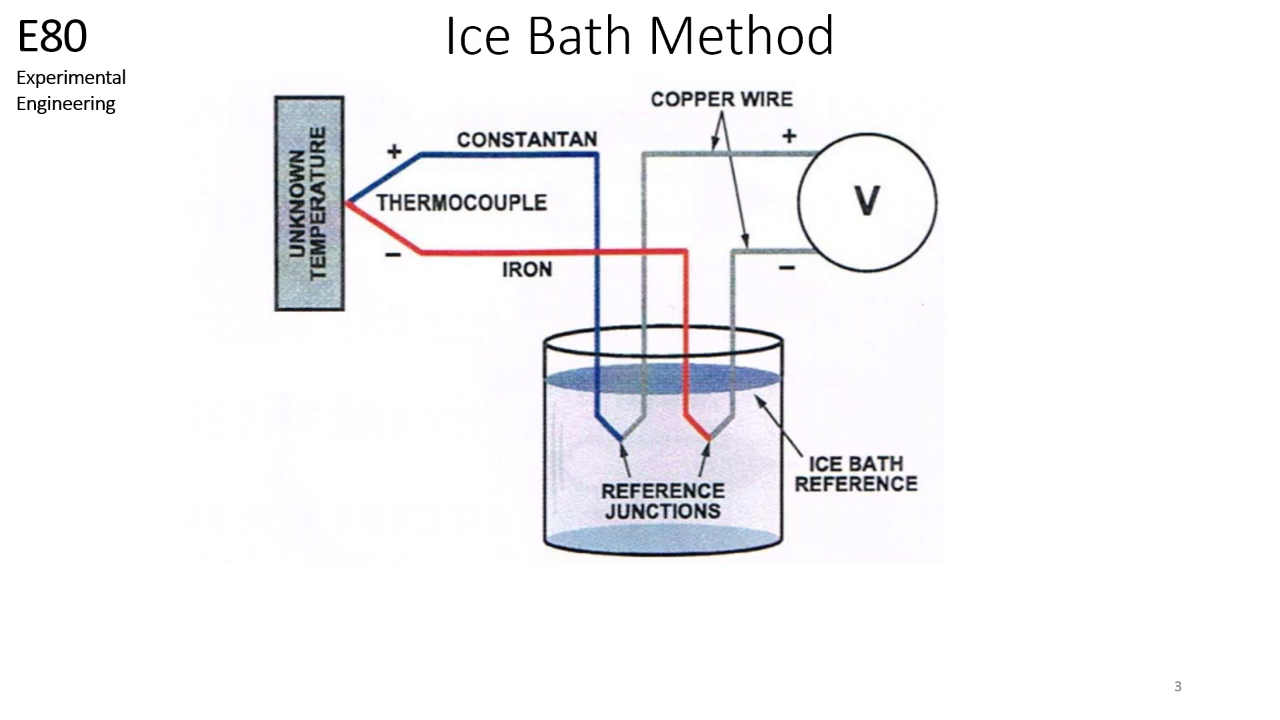 E80
Experimental
Engineering
Ice Bath Method
COPPER WIRE
+
CONSTANTAN
+
UNKNOWN
TEMPERATURE
THERMOCOUPLE
V
–
IRON
–
ICE BATH
REFERENCE
REFERENCE
JUNCTIONS
3